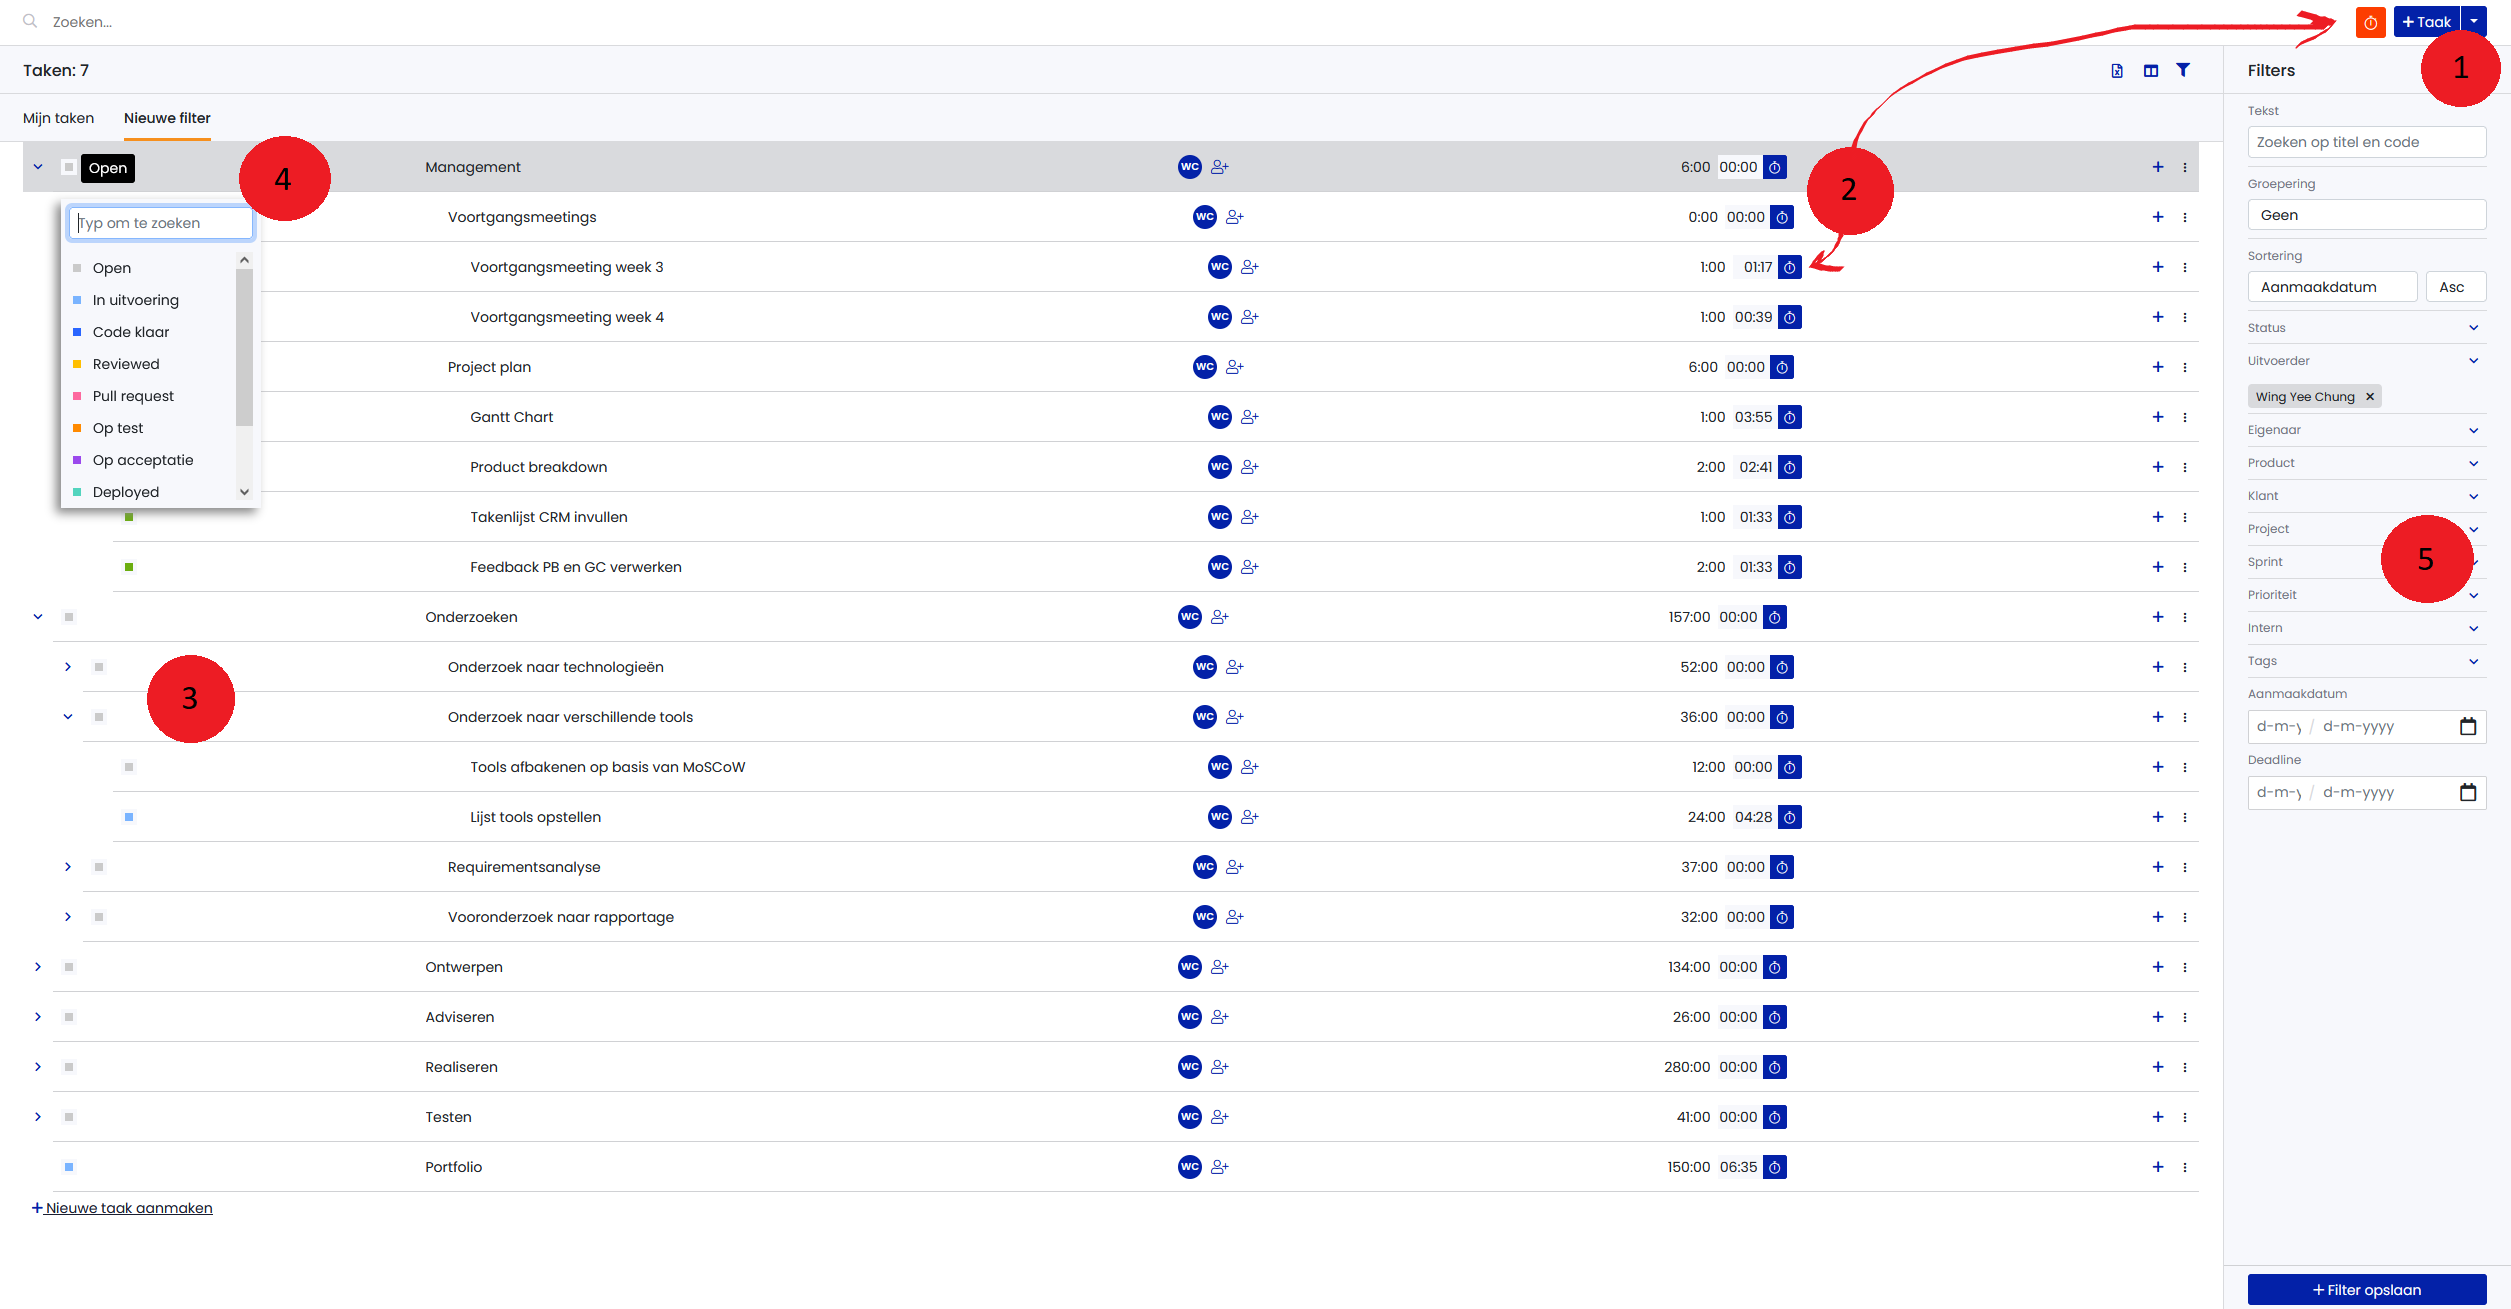 Zoeken...
+ Taak
Taken: 7
Filters
1
Mijn taken
Nieuwe filter
4
Open
Management
WC
6:00 00:00
2
Typ om te zoeken
Voortgangsmeetings
WC
0:00 00:00
Open
Voortgangsmeeting week 3
WC
1:00 01:17
In uitvoering
Code klaar
Voortgangsmeeting week 4
WC
1:00 00:39
Reviewed
Project plan
WC
6:00 00:00
Pull request
Gantt Chart
WC
1:00 03:55
Op test
Op acceptatie
Product breakdown
WC
2:00 02:41
Deployed
Takenlijst CRM invullen
WC
1:00 01:33
Feedback PB en GC verwerken
WC
2:00 01:33
Onderzoeken
WC
157:00 00:00
3
Onderzoek naar technologieën
WC
52:00 00:00
Onderzoek naar verschillende tools
WC
36:00 00:00
Tools afbakenen op basis van MoSCoW
WC
12:00 00:00
Lijst tools opstellen
WC
24:00 04:28
Requirementsanalyse
WC
37:00 00:00
Vooronderzoek naar rapportage
WC
32:00 00:00
Ontwerpen
WC
134:00 00:00
Adviseren
WC
26:00 00:00
Realiseren
WC
280:00 00:00
Testen
WC
41:00 00:00
Portfolio
WC
150:00 06:35
+ Nieuwe taak aanmaken
Tekst
Zoeken op titel en code
Groepering
Geen
Sortering
Aanmaakdatum
Asc
Status
Uitvoerder
Wing Yee Chung ×
Eigenaar
Product
Klant
Project
5
Sprint
Prioriteit
Intern
Tags
Aanmaakdatum
d-m-y / d-m-yyyy
Deadline
d-m-y / d-m-yyyy
+ Filter opslaan